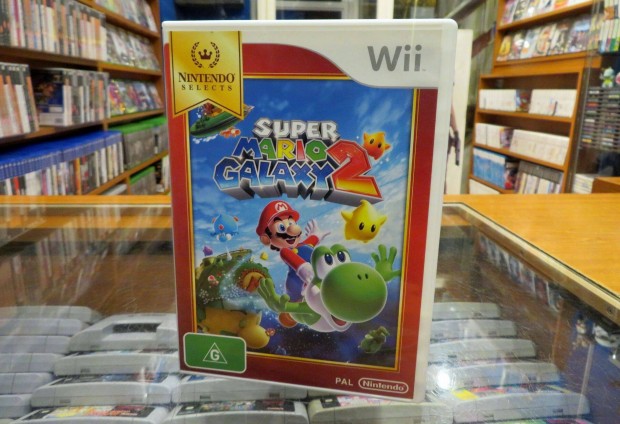 NINTENDO
SELECTS
Wii
SUPER
MARIO
GALAXY 2
G
PAL Nintendo